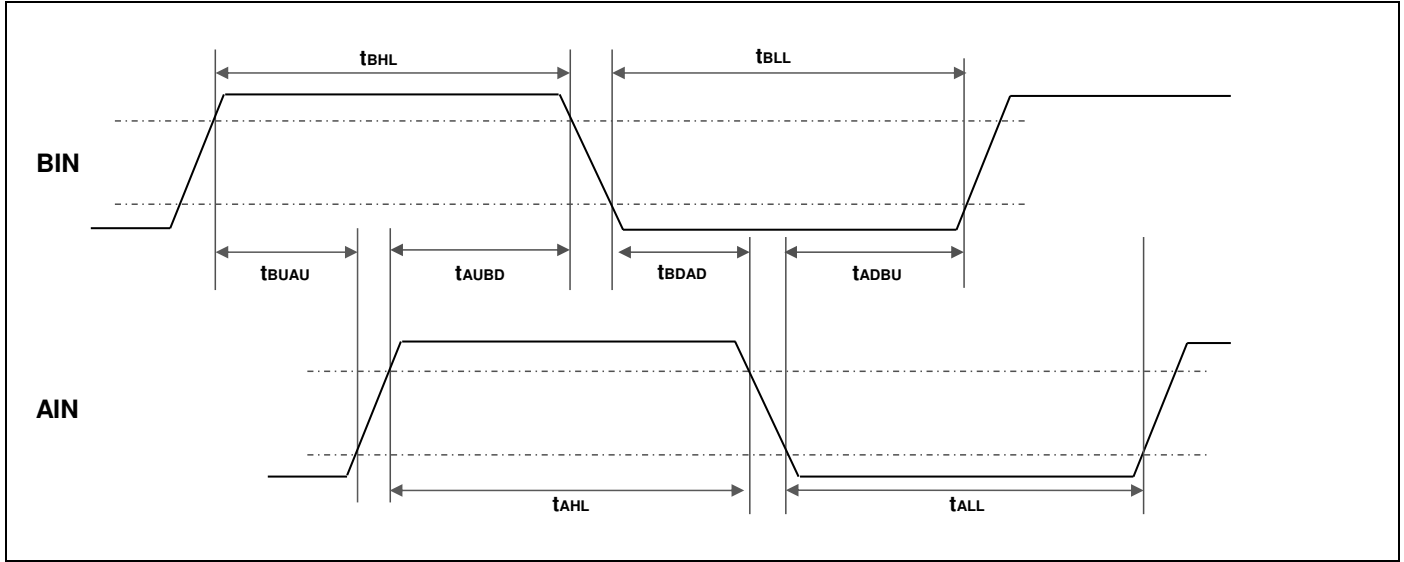 tBHL
tBLL
BIN
tBUAU
tAUBD
tBDAD
tADBU
AIN
tAHL
tALL